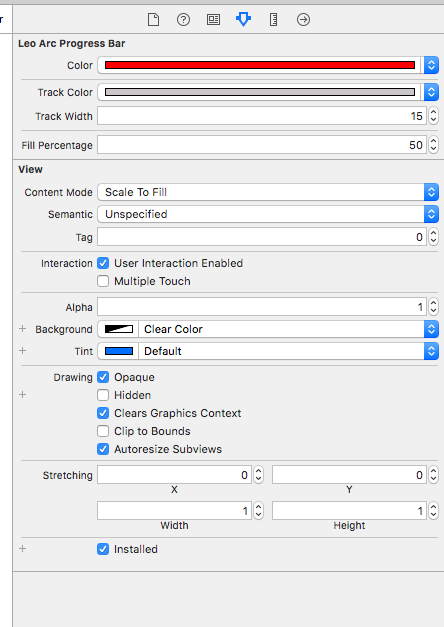 r
Leo Arc Progress Bar
Color
Track Color
Track Width 15
Fill Percentage 50
View
Content Mode Scale To Fill
Semantic Unspecified
Tag 0
Interaction User Interaction Enabled
Multiple Touch
Alpha 1
+ Background Clear Color
+ Tint Default
Drawing Opaque
+ Hidden
Clears Graphics Context
Clip to Bounds
Autoresize Subviews
Stretching 0 0
X Y
1 1
Width Height
+ Installed